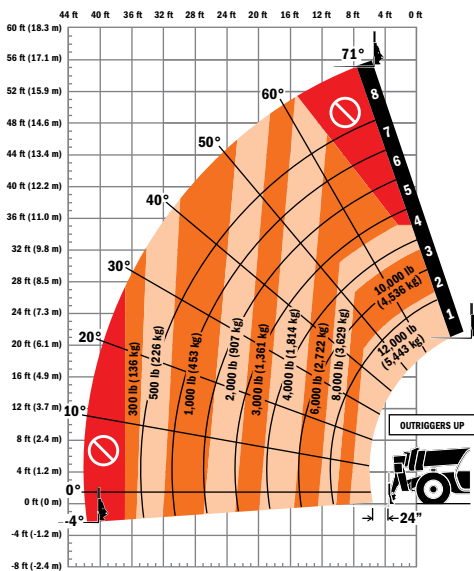 44 ft 40 ft 36 ft 32 ft 28 ft 24 ft 20 ft 16 ft 12 ft 8 ft 4 ft 0 ft
60 ft (18.3 m)
56 ft (17.1 m)
52 ft (15.9 m)
48 ft (14.6 m)
44 ft (13.4 m)
40 ft (12.2 m)
36 ft (11.0 m)
32 ft (9.8 m)
28 ft (8.5 m)
24 ft (7.3 m)
20 ft (6.1 m)
16 ft (4.9 m)
12 ft (3.7 m)
8 ft (2.4 m)
4 ft (1.2 m)
0 ft (0 m)
-4 ft (-1.2 m)
-8 ft (-2.4 m)
71°
60°
50°
40°
30°
20°
10°
0°
-4°
8
7
6
5
4
3
2
1
300 lb (136 kg)
500 lb (226 kg)
1,000 lb (453 kg)
2,000 lb (907 kg)
3,000 lb (1,361 kg)
4,000 lb (1,814 kg)
6,000 lb (2,722 kg)
8,000 lb (3,629 kg)
10,000 lb
(4,536 kg)
12,000 lb
(5,443 kg)
OUTRIGGERS UP
24”